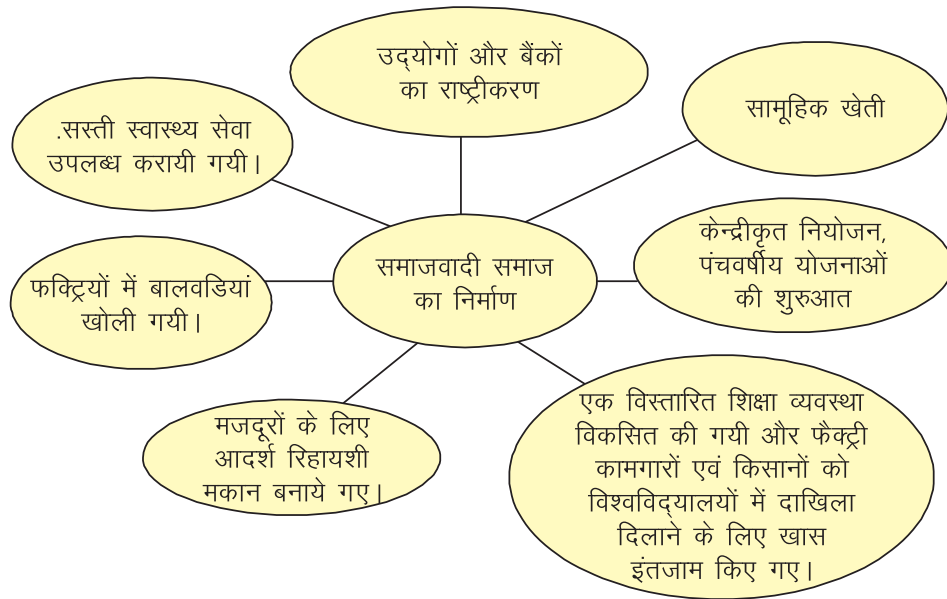 उद्योगों और बैंकों
का राष्ट्रीकरण
सामूहिक खेती
.सस्ती स्वास्थ्य सेवा
उपलब्ध करायी गयी।
केन्द्रीकृत नियोजन,
पंचवर्षीय योजनाओं
की शुरुआत
समाजवादी समाज
का निर्माण
फक्ट्रियों में बालवडियां
खोली गयी।
एक विस्तारित शिक्षा व्यवस्था
विकसित की गयी और फैक्ट्री
कामगारों एवं किसानों को
विश्वविद्यालयों में दाखिला
दिलाने के लिए खास
इंतजाम किए गए।
मजदूरों के लिए
आदर्श रिहायशी
मकान बनाये गए।